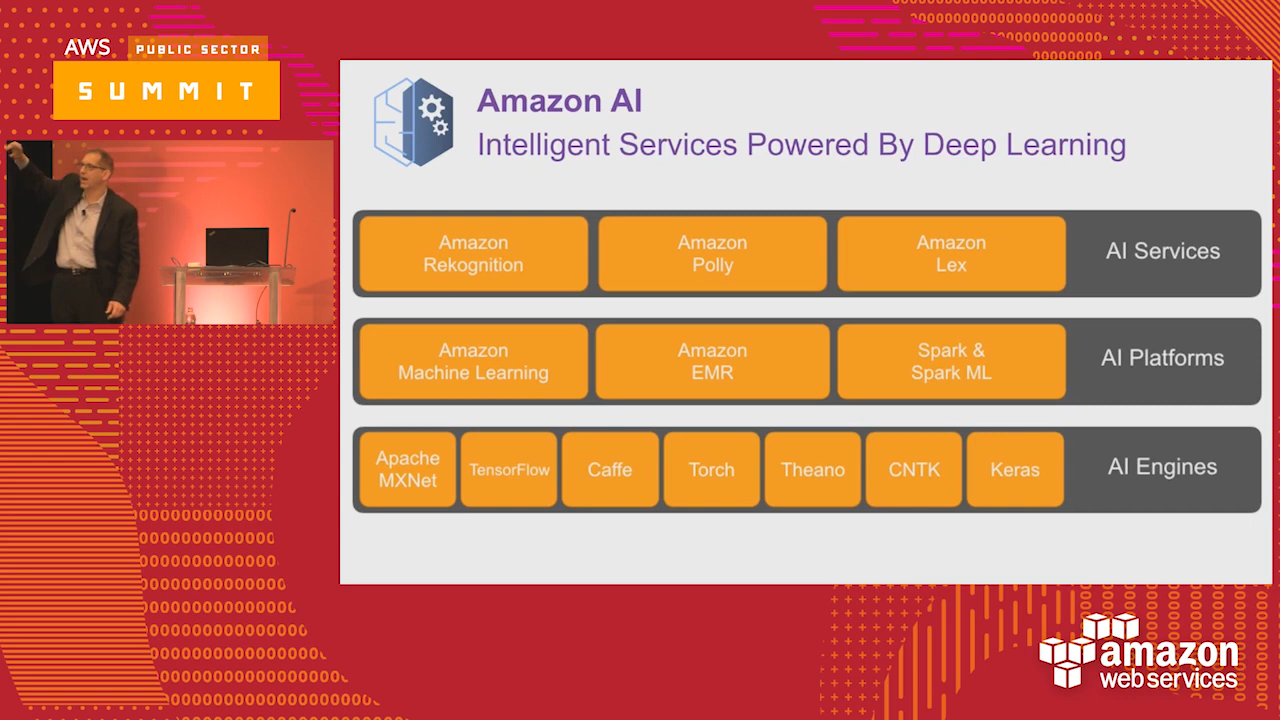 AWS PUBLIC SECTOR
SUMMIT
Amazon AI
Intelligent Services Powered By Deep Learning
Amazon
Rekognition
Amazon
Polly
Amazon
Lex
AI Services
Amazon
Machine Learning
Amazon
EMR
Spark &
Spark ML
AI Platforms
Apache
MXNet
TensorFlow
Caffe
Torch
Theano
CNTK
Keras
AI Engines
amazon
web services